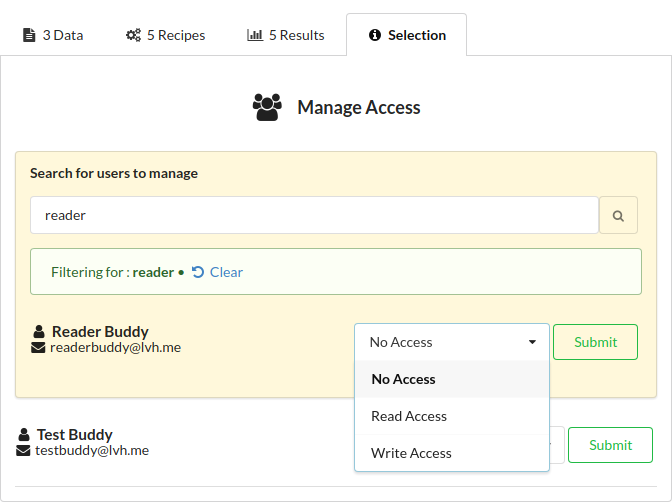 3 Data 5 Recipes 5 Results Selection
Manage Access
Search for users to manage
reader
Filtering for : reader • Clear
Reader Buddy
readerbuddy@lvh.me
No Access
Submit
No Access
Read Access
Write Access
Test Buddy
testbuddy@lvh.me
Submit